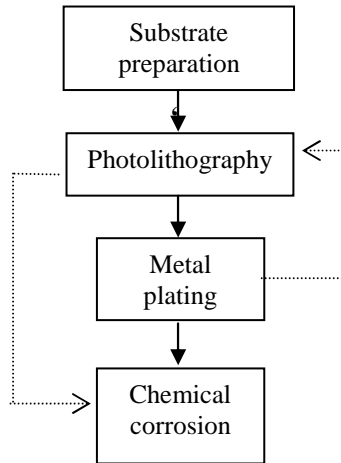 Substrate
preparation
Photolithography
Metal
plating
Chemical
corrosion